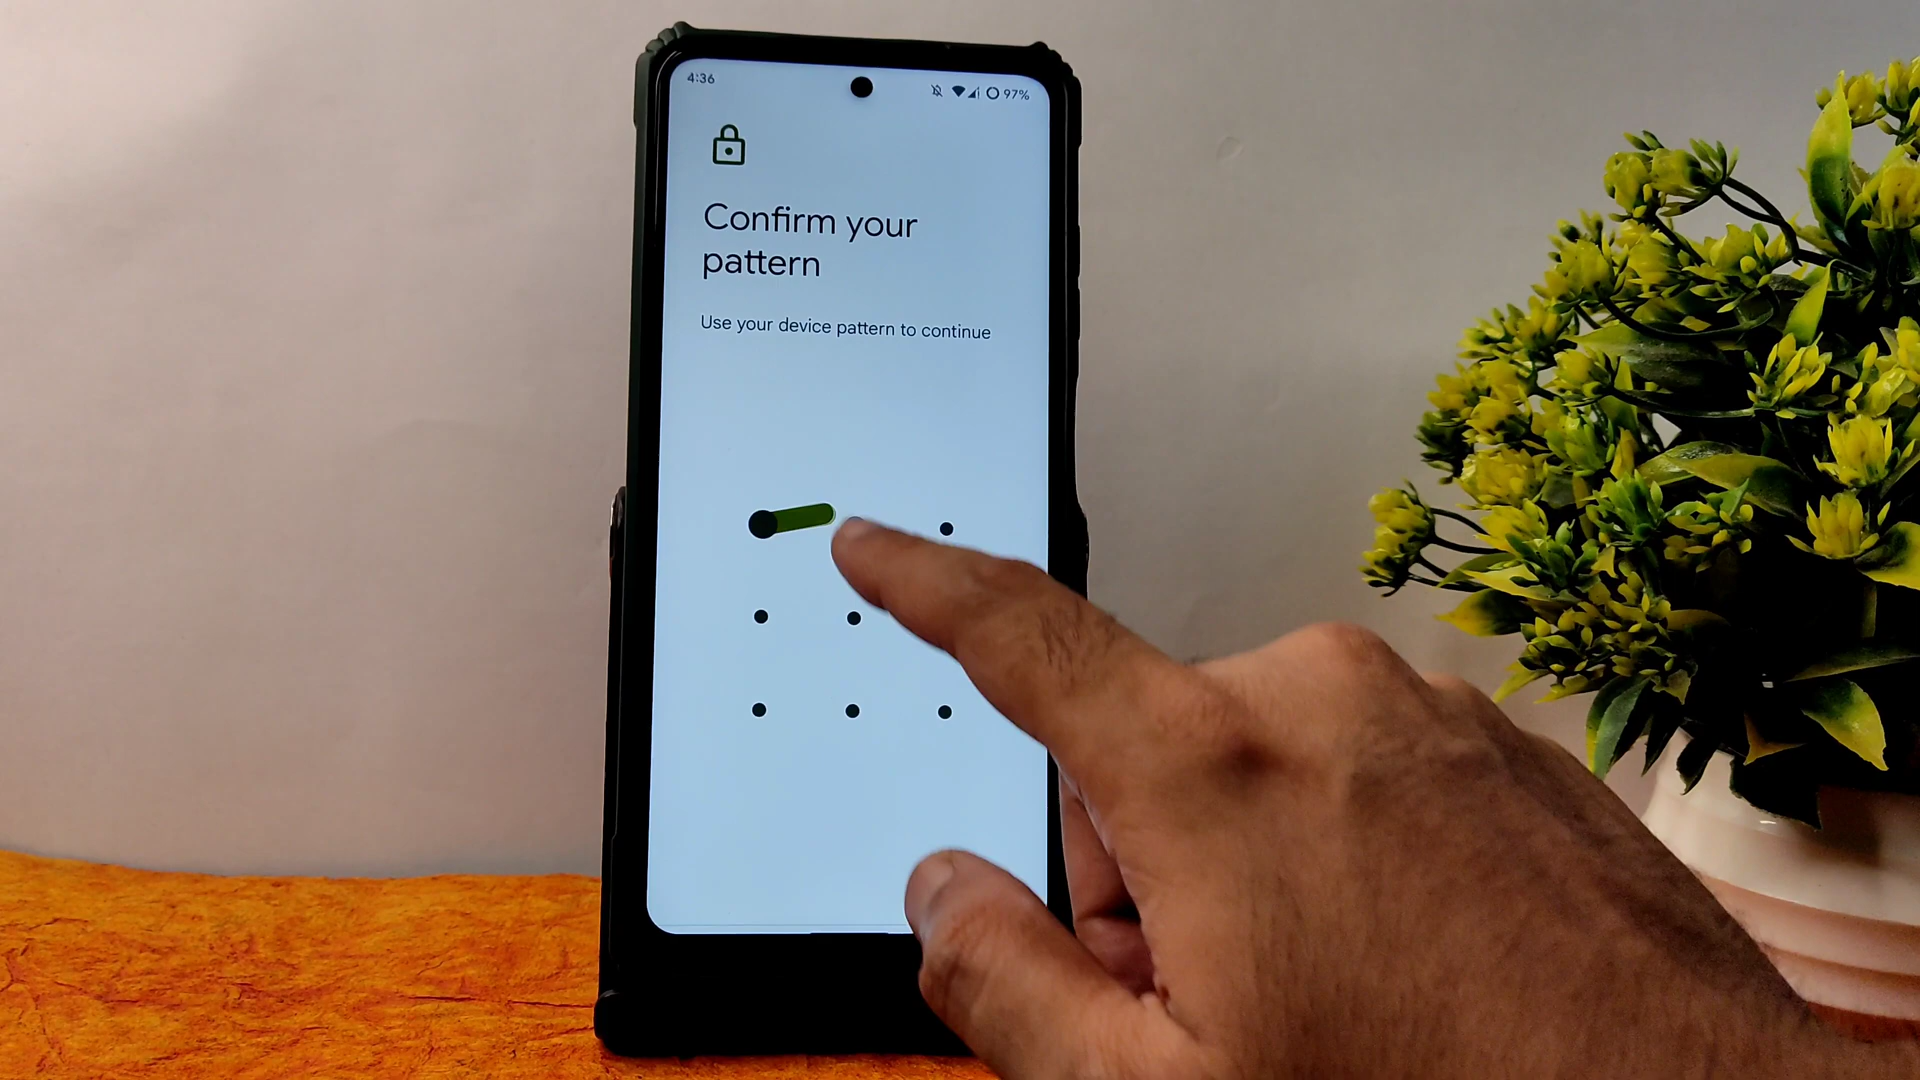 4:36
97%
Confirm your
pattern
Use your device pattern to continue